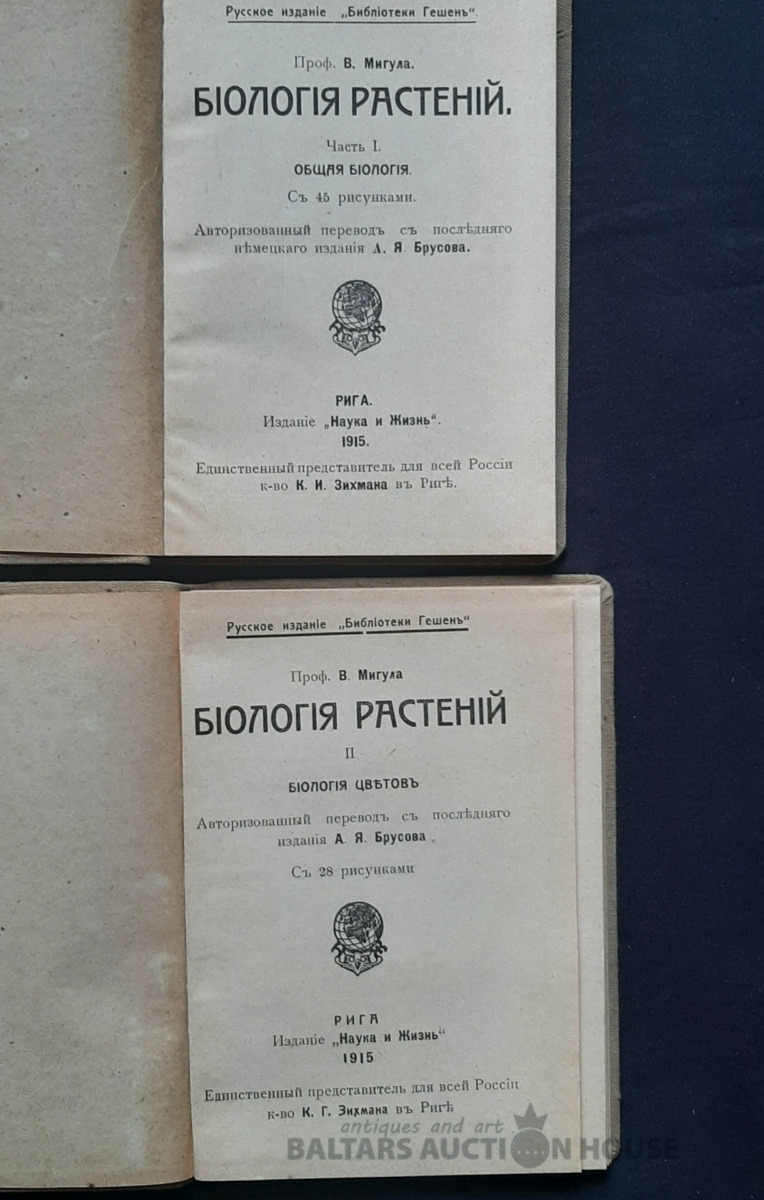 Русское изданіе „Библіотеки Гешенъ“.
Проф. В. Мигула.
БІОЛОГІЯ РАСТЕНІЙ.
Часть I.
ОБЩАЯ БІОЛОГІЯ.
Съ 45 рисунками.
Авторизованный переводъ съ послѣдняго
нѣмецкаго изданія А. Я. Брусова.
РИГА.
Изданіе „Наука и Жизнь“.
1915.
Единственный представитель для всей Россіи
к-во К. И. Зихмана въ Ригѣ.
Русское изданіе „Библіотеки Гешенъ“
Проф. В. Мигула
БІОЛОГІЯ РАСТЕНІЙ
II
БІОЛОГІЯ ЦВѢТОВЪ
Авторизованный переводъ съ послѣдняго
изданія А. Я. Брусова.
Съ 28 рисунками
РИГА
Изданіе „Наука и Жизнь“
1915
Единственный представитель для всей Россіи
к-во К. Г. Зихмана въ Ригѣ
antiques and art
BALTARS AUCTION HOUSE